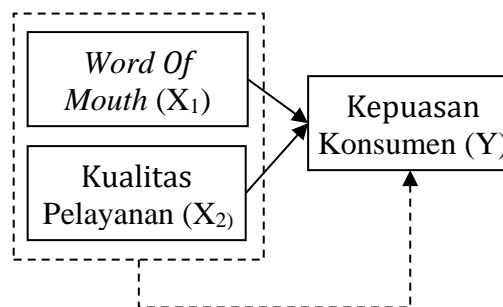 Word Of
Mouth (X₁)
Kepuasan
Konsumen (Y)
Kualitas
Pelayanan (X₂₎